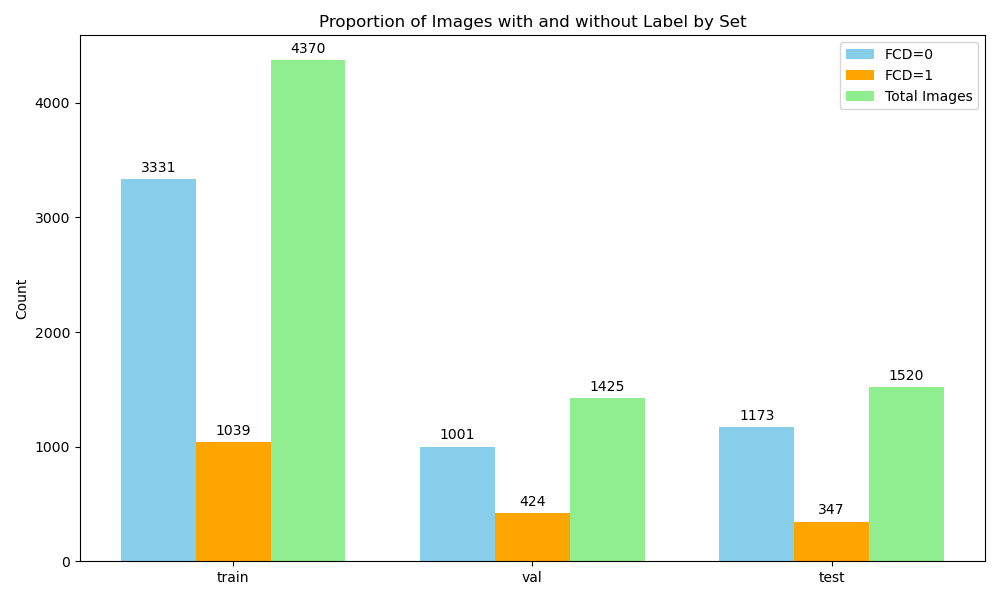 Proportion of Images with and without Label by Set
FCD=0
FCD=1
Total Images
Count
4000
3000
2000
1000
0
3331
1039
4370
1001
424
1425
1173
347
1520
train
val
test